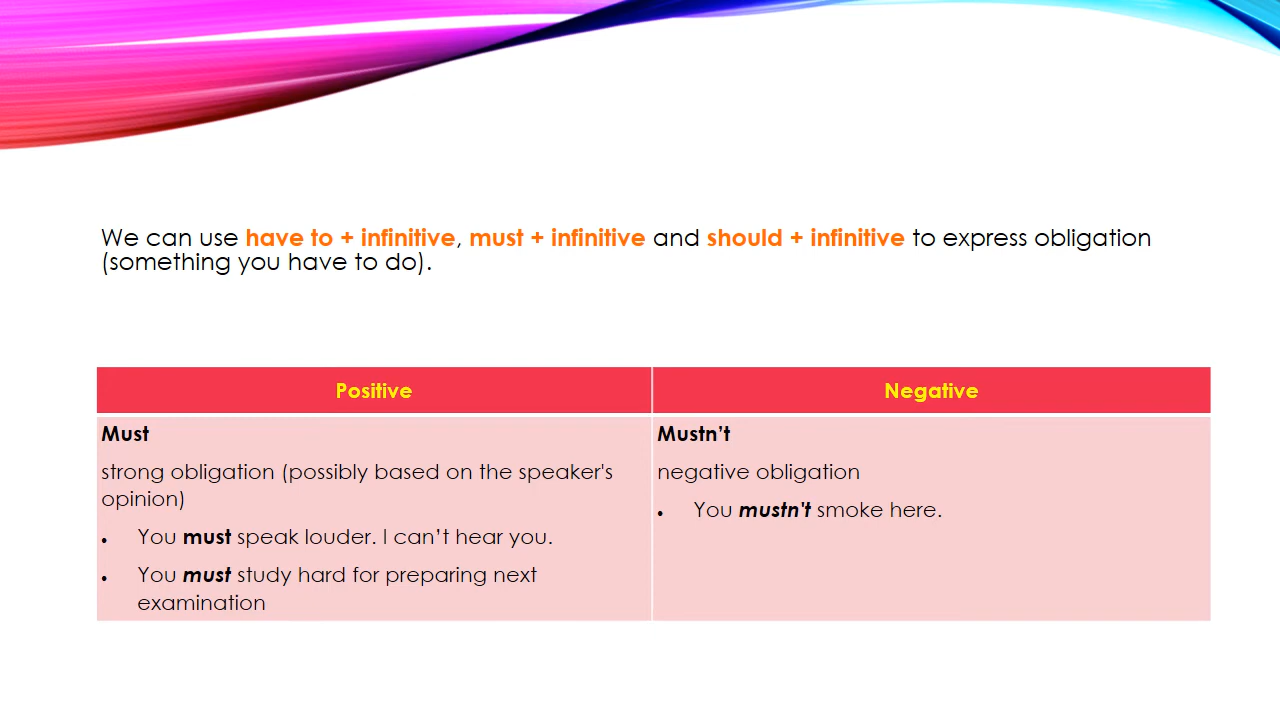 We can use have to + infinitive, must + infinitive and should + infinitive to express obligation
(something you have to do).
Positive
Negative
Must
strong obligation (possibly based on the speaker's
opinion)
• You must speak louder. I can’t hear you.
• You must study hard for preparing next
examination
Mustn’t
negative obligation
• You mustn't smoke here.